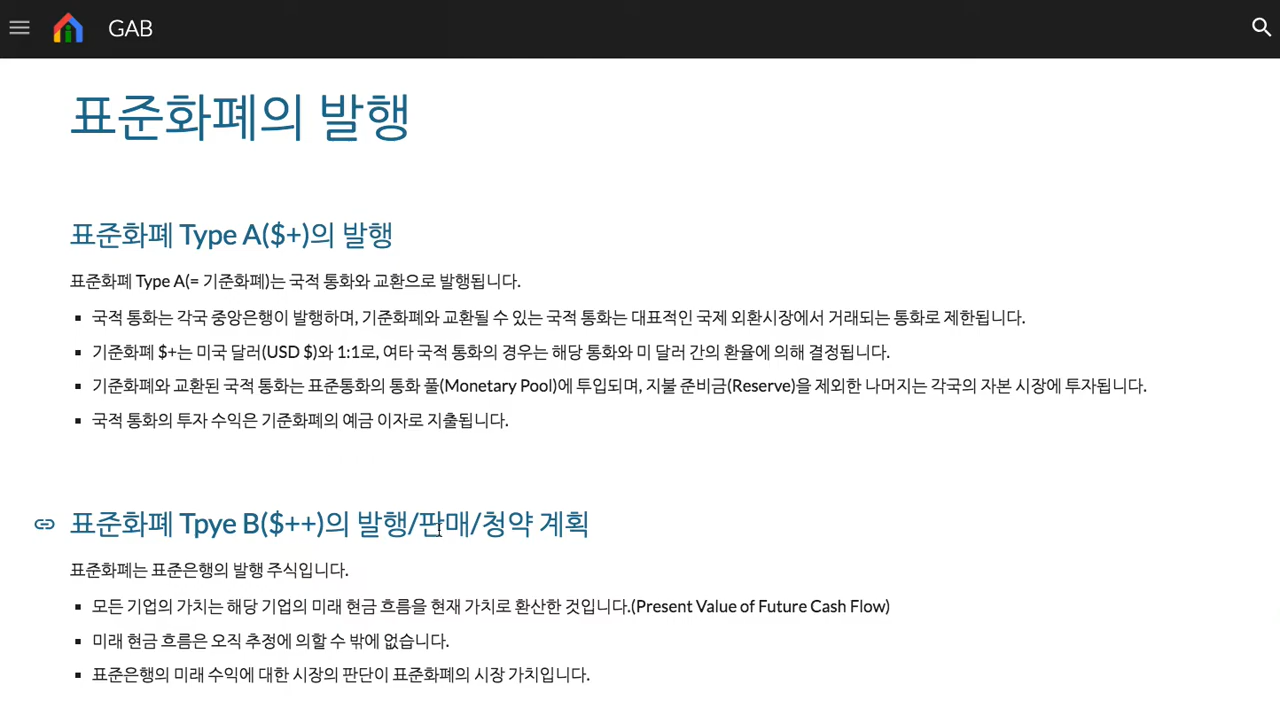 GAB
표준화폐의 발행
표준화폐 Type A($+)의 발행
표준화폐 Type A(= 기준화폐)는 국적 통화와 교환으로 발행됩니다.
▪ 국적 통화는 각국 중앙은행이 발행하며, 기준화폐와 교환될 수 있는 국적 통화는 대표적인 국제 외환시장에서 거래되는 통화로 제한됩니다.
▪ 기준화폐 $+는 미국 달러(USD $)와 1:1로, 여타 국적 통화의 경우는 해당 통화와 미 달러 간의 환율에 의해 결정됩니다.
▪ 기준화폐와 교환된 국적 통화는 표준통화의 통화 풀(Monetary Pool)에 투입되며, 지불 준비금(Reserve)을 제외한 나머지는 각국의 자본 시장에 투자됩니다.
▪ 국적 통화의 투자 수익은 기준화폐의 예금 이자로 지출됩니다.
표준화폐 Tpye B($++)의 발행/판매/청약 계획
표준화폐는 표준은행의 발행 주식입니다.
▪ 모든 기업의 가치는 해당 기업의 미래 현금 흐름을 현재 가치로 환산한 것입니다.(Present Value of Future Cash Flow)
▪ 미래 현금 흐름은 오직 추정에 의할 수 밖에 없습니다.
▪ 표준은행의 미래 수익에 대한 시장의 판단이 표준화폐의 시장 가치입니다.